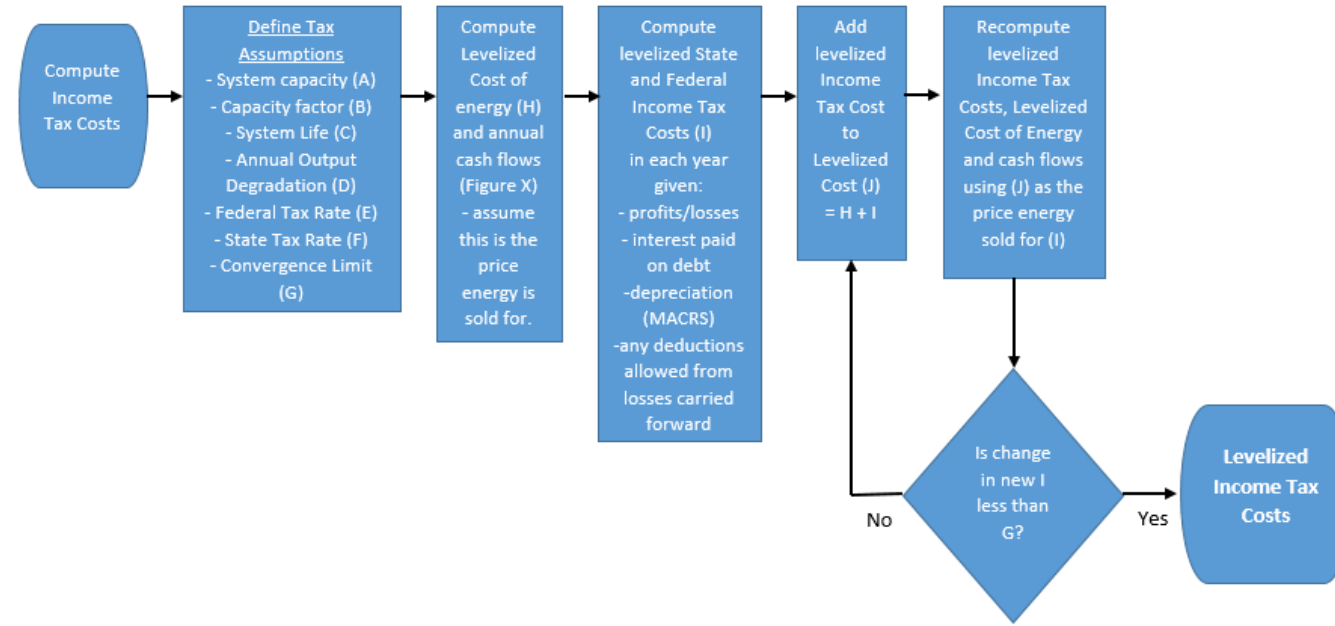 Compute
Income
Tax Costs
Define Tax
Assumptions
- System capacity (A)
- Capacity factor (B)
- System Life (C)
- Annual Output
Degradation (D)
- Federal Tax Rate (E)
- State Tax Rate (F)
- Convergence Limit
(G)
Compute
Levelized
Cost of
energy (H)
and annual
cash flows
(Figure X)
- assume
this is the
price
energy is
sold for.
Compute
levelized State
and Federal
Income Tax
Costs (I)
in each year
given:
- profits/losses
- interest paid
on debt
-depreciation
(MACRS)
-any deductions
allowed from
losses carried
forward
Add
levelized
Income
Tax Cost
to
Levelized
Cost (J)
= H + I
Recompute
levelized
Income Tax
Costs, Levelized
Cost of Energy
and cash flows
using (J) as the
price energy
sold for (I)
Is change
in new I
less than
G?
No
Yes
Levelized
Income Tax
Costs